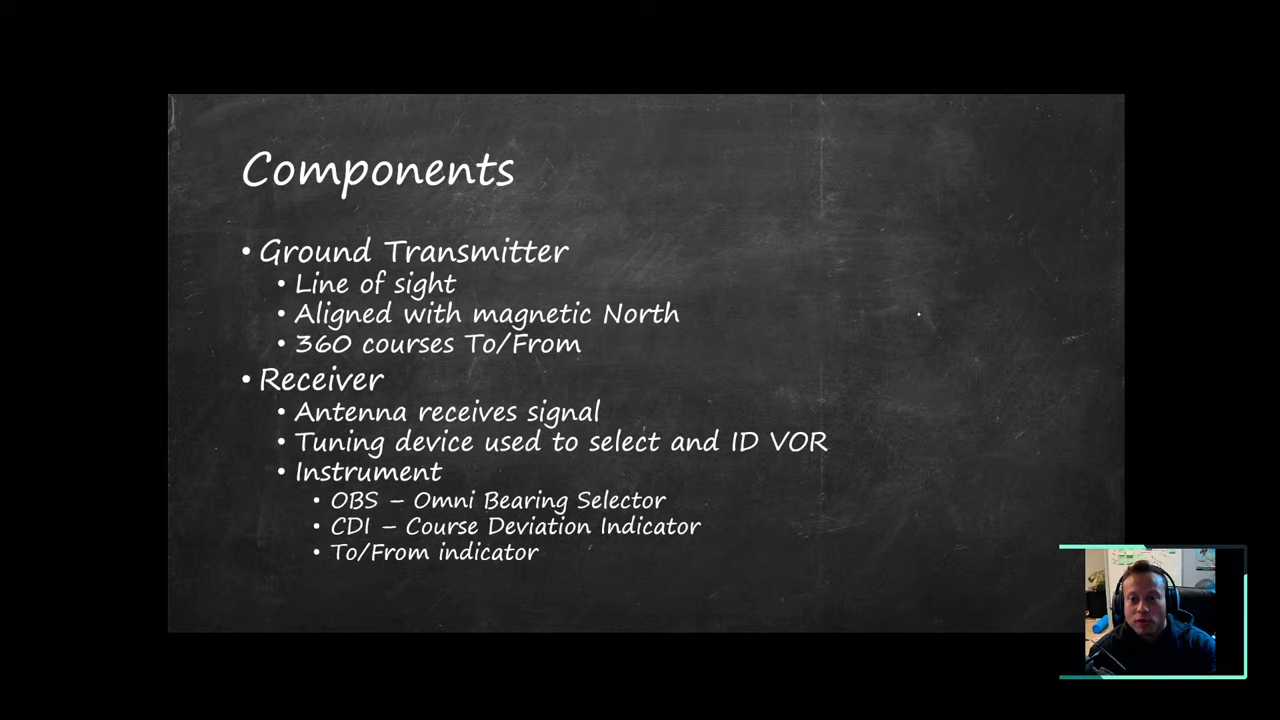 Components
• Ground Transmitter
• Line of sight
• Aligned with magnetic North
• 360 courses To/From
• Receiver
• Antenna receives signal
• Tuning device used to select and ID VOR
• Instrument
• OBS – Omni Bearing Selector
• CDI – Course Deviation Indicator
• To/From indicator